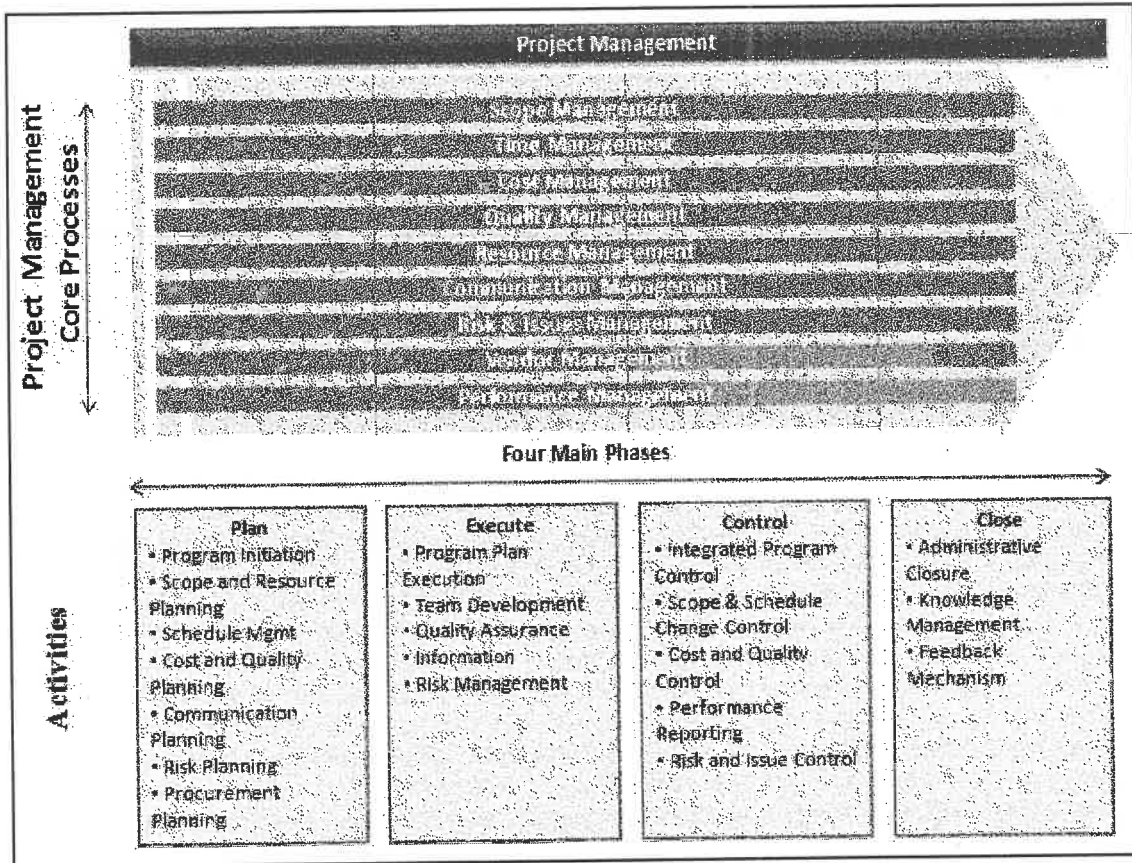 Project Management
Project Management
Core Processes
Scope Management
Time Management
Cost Management
Quality Management
Resource Management
Communication Management
Risk & Issues Management
Vendor Management
Performance Management
Four Main Phases
Activities
Plan
• Program Initiation
• Scope and Resource
Planning
• Schedule Mgmt
• Cost and Quality
Planning
• Communication
Planning
• Risk Planning
• Procurement
Planning
Execute
• Program Plan
Execution
• Team Development
• Quality Assurance
• Information
• Risk Management
Control
• Integrated Program
Control
• Scope & Schedule
Change Control
• Cost and Quality
Control
• Performance
Reporting
• Risk and Issue Control
Close
• Administrative
Closure
• Knowledge
Management
• Feedback
Mechanism